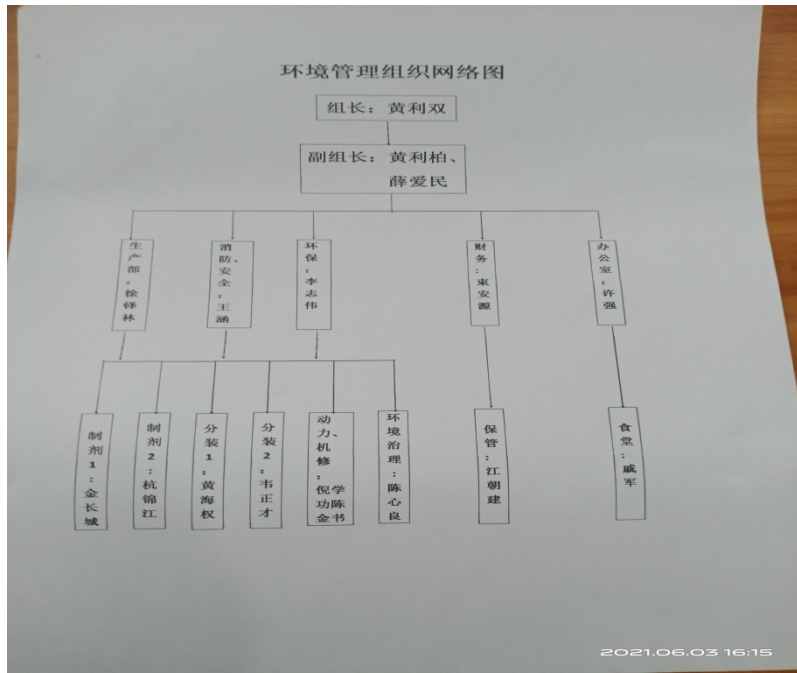 环境管理组织网络图
组长：黄利双
副组长：黄利柏、
薛爱民
生产部：徐铎林
消防、安全：王涵
环保：李志伟
财务：束安源
办公室：许强
制剂1：金长城
制剂2：杭锦江
分装1：黄海权
分装2：韦正才
动力、机修：倪学功陈金书
环境治理：陈心良
保管：江朝建
食堂：戚军
2021.06.03 16:15